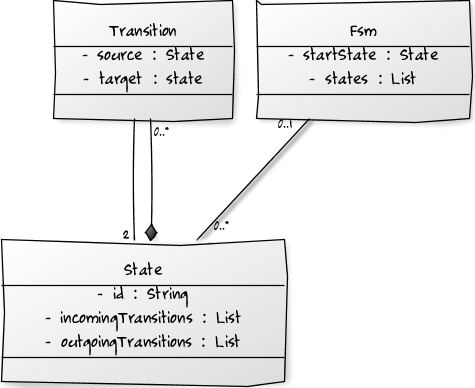 Transition
- source : State
- target : state
Fsm
- startState : State
- states : List
0..*
0..1
2
0..*
State
- id : String
- incomingTransitions : List
- outgoingTransitions : List